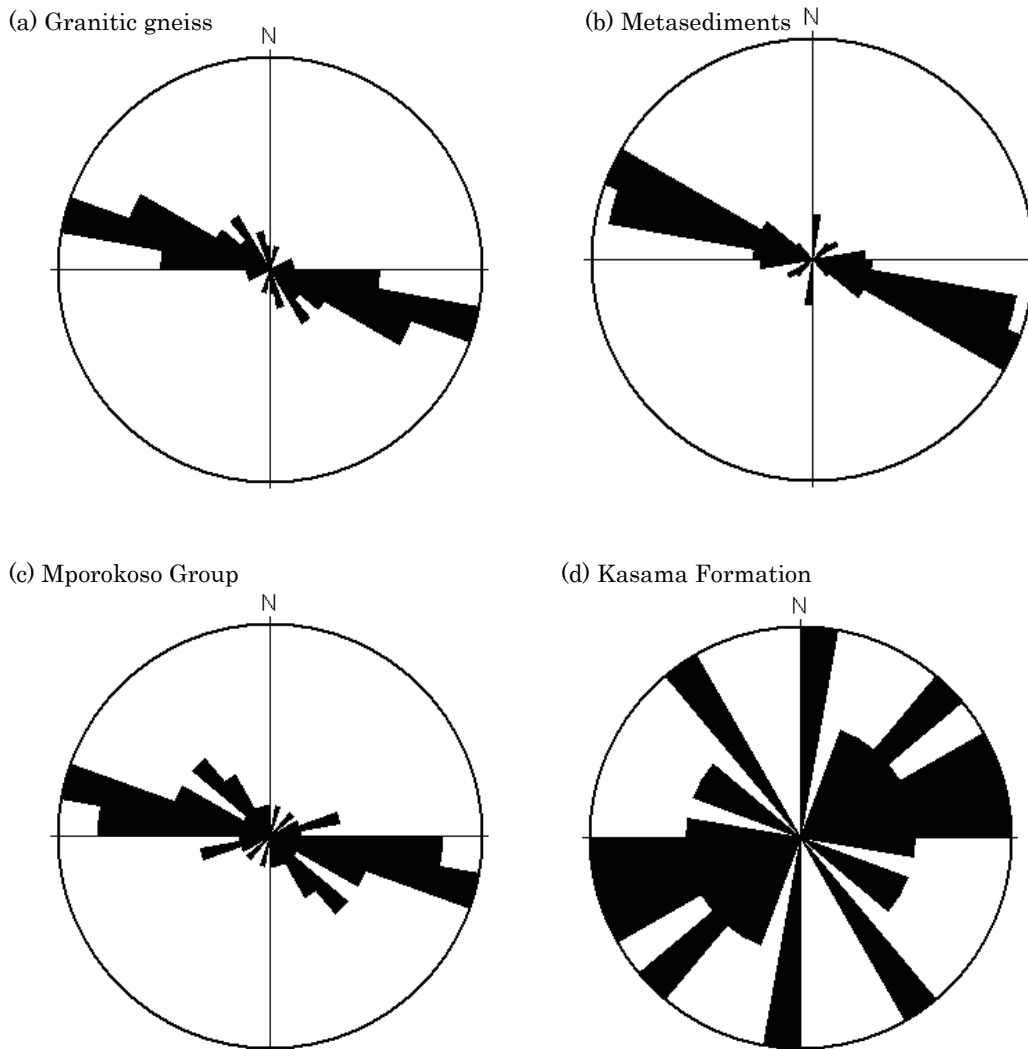 (a) Granitic gneiss
N
(b) Metasediments
N
(c) Mporokoso Group
N
(d) Kasama Formation
N